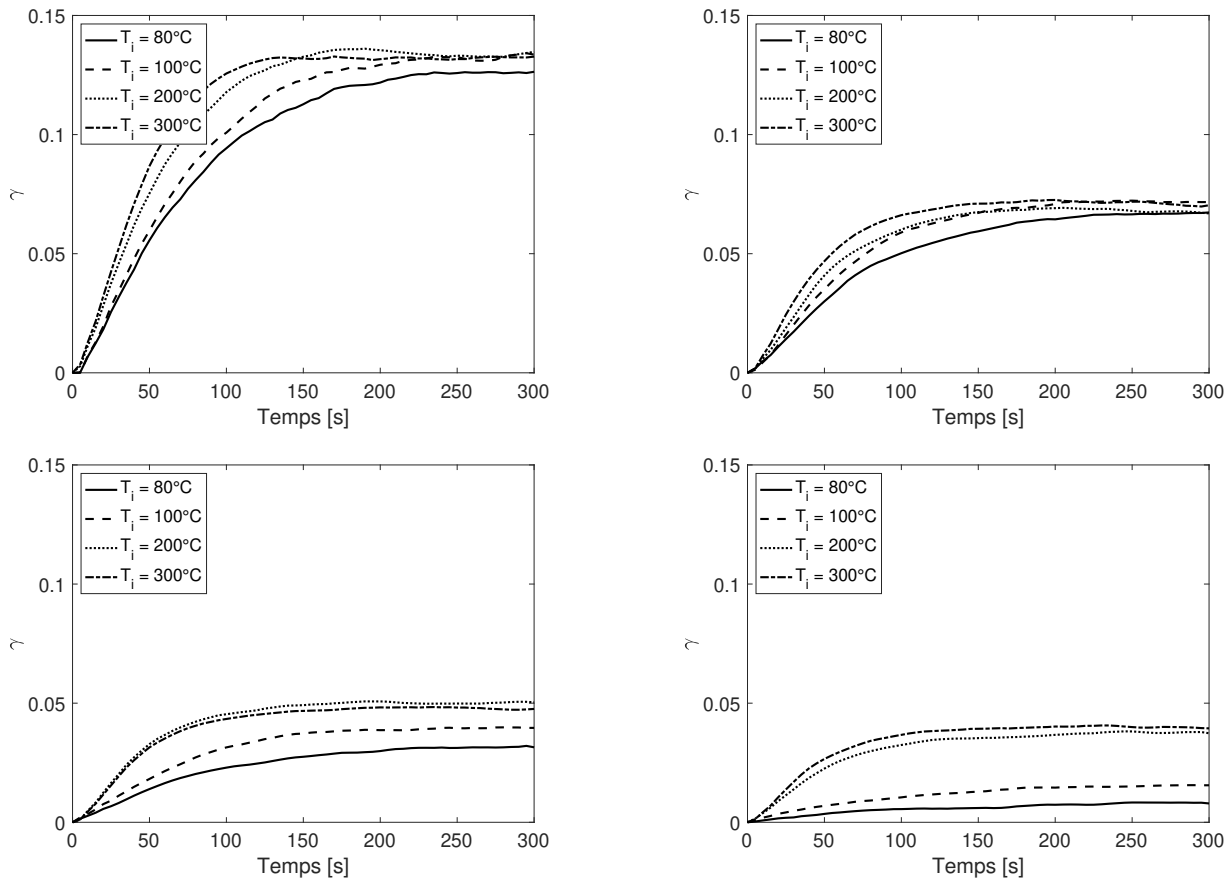 0.15
T_i = 80°C
T_i = 100°C
T_i = 200°C
T_i = 300°C
0.1
γ
0.05
0
0 50 100 150 200 250 300
Temps [s]
0.15
T_i = 80°C
T_i = 100°C
T_i = 200°C
T_i = 300°C
0.1
γ
0.05
0
0 50 100 150 200 250 300
Temps [s]
0.15
T_i = 80°C
T_i = 100°C
T_i = 200°C
T_i = 300°C
0.1
γ
0.05
0
0 50 100 150 200 250 300
Temps [s]
0.15
T_i = 80°C
T_i = 100°C
T_i = 200°C
T_i = 300°C
0.1
γ
0.05
0
0 50 100 150 200 250 300
Temps [s]